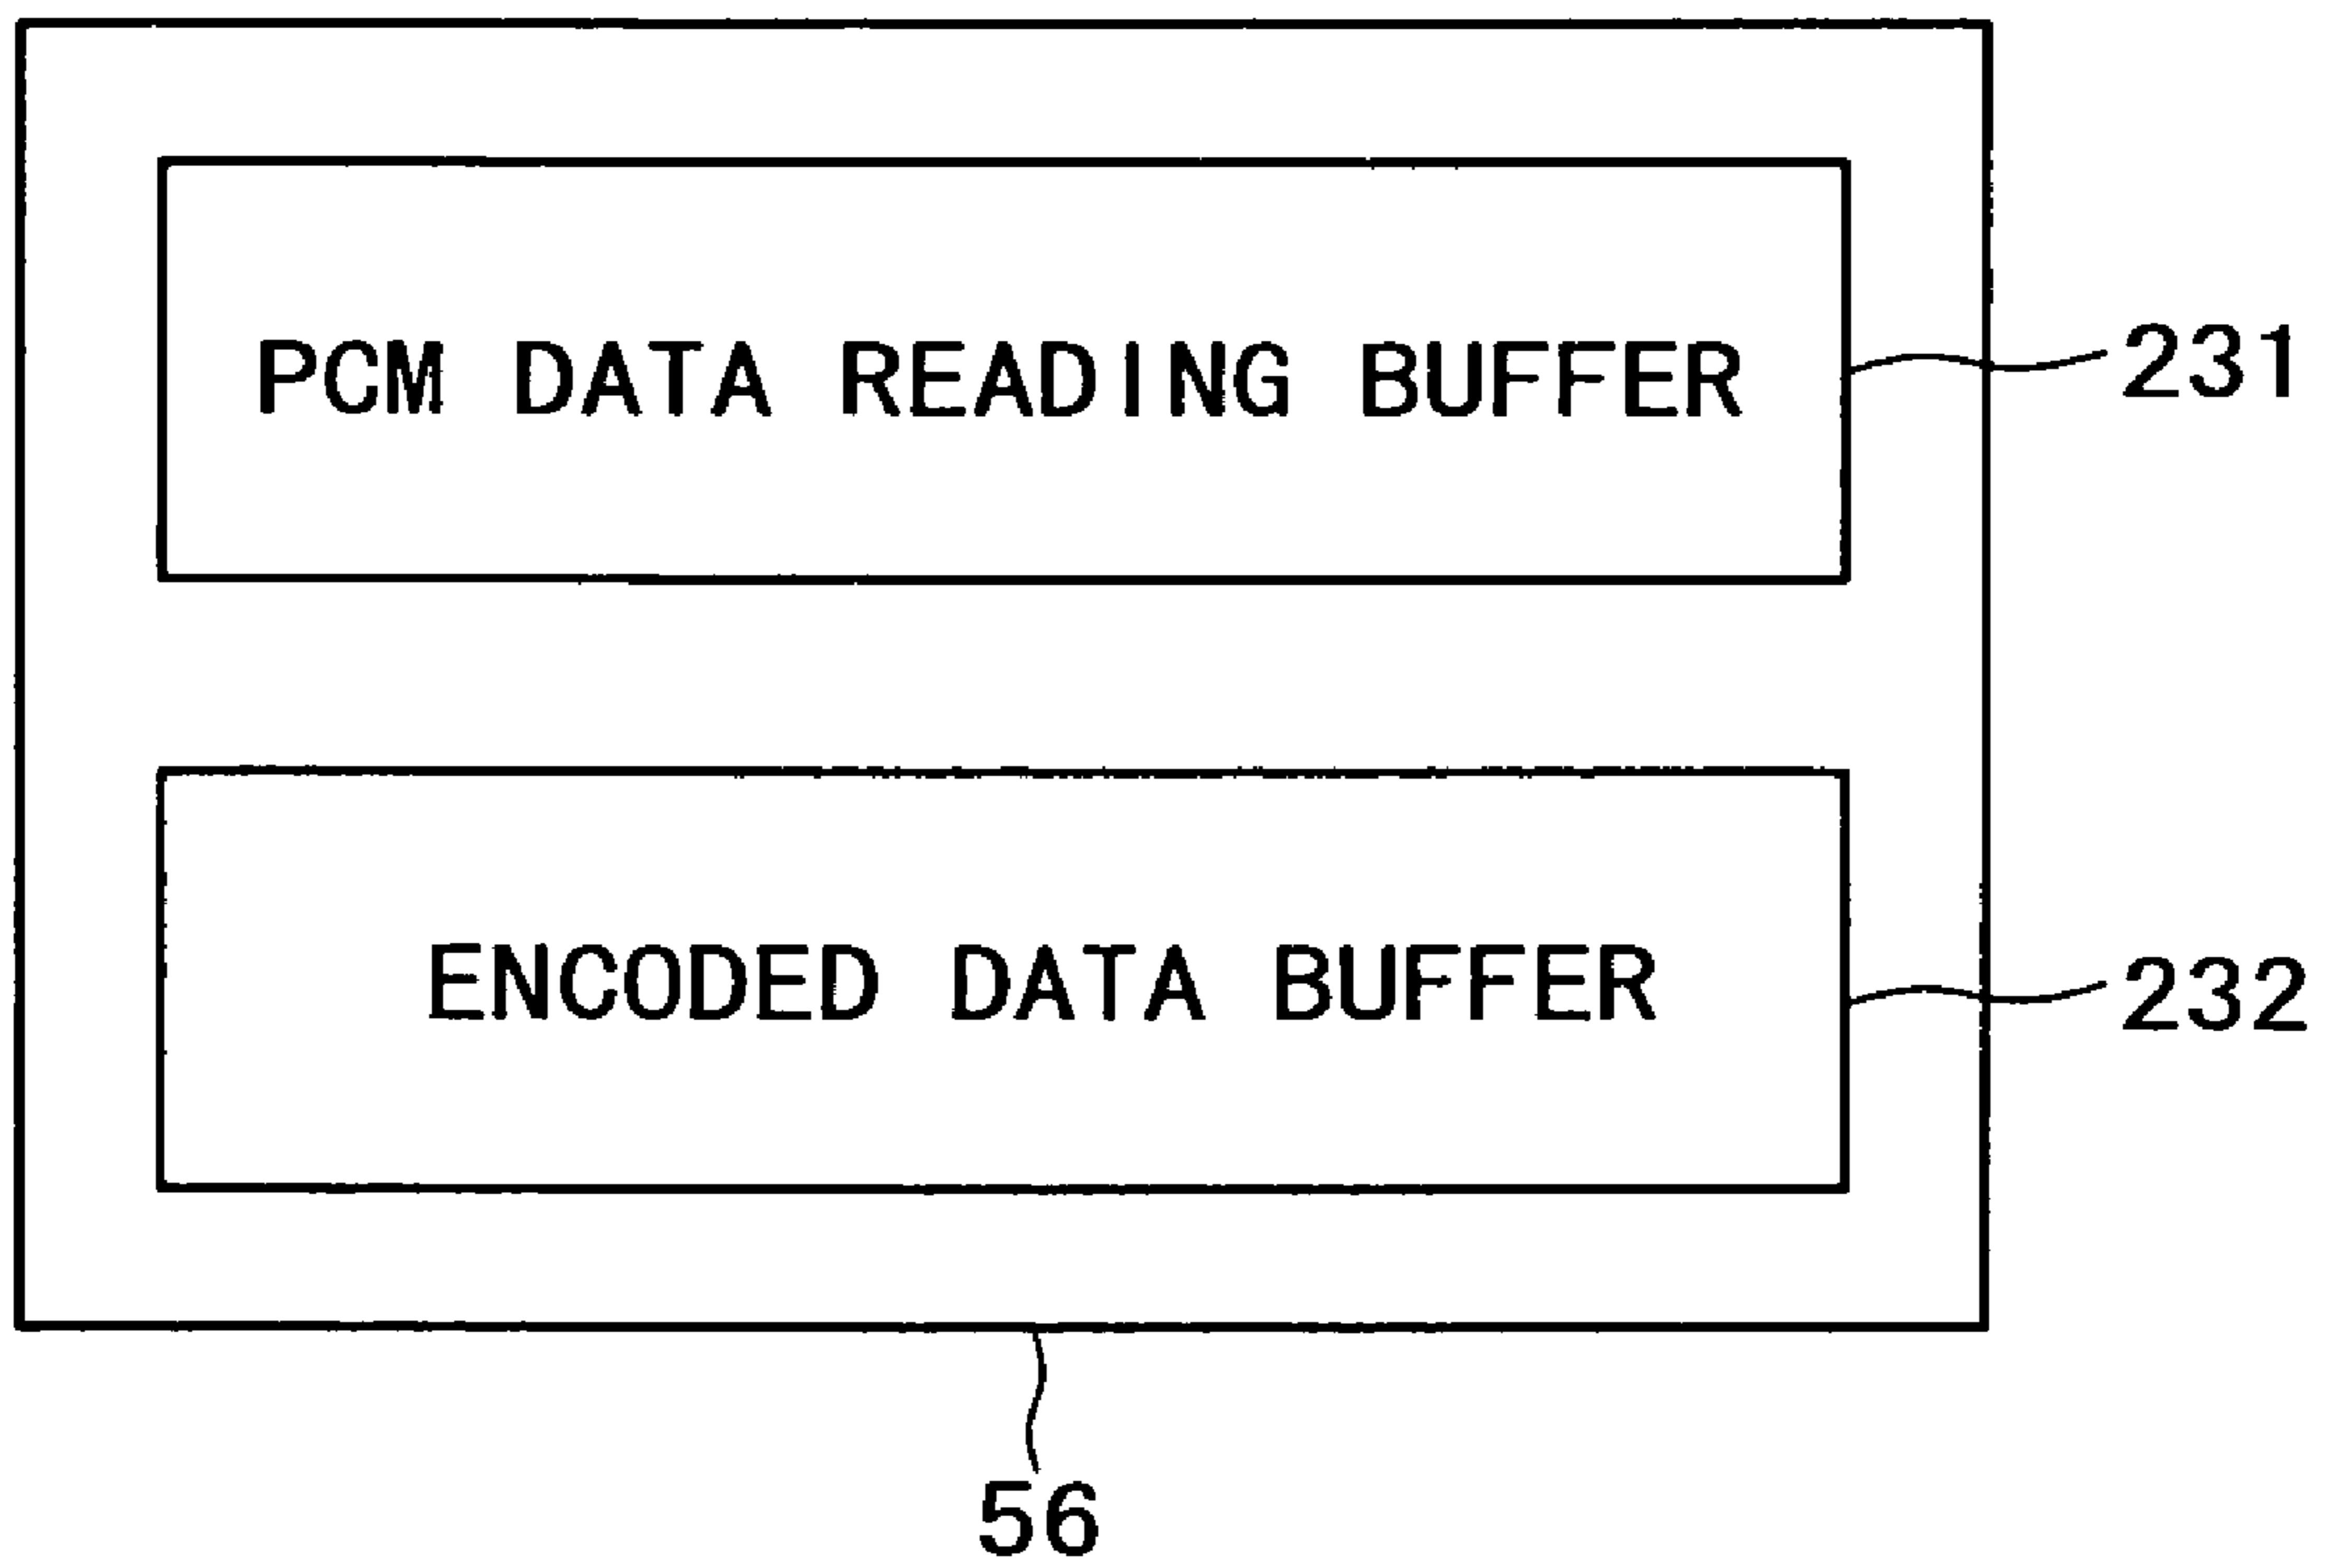 PCM DATA READING BUFFER
231
ENCODED DATA BUFFER
232
56